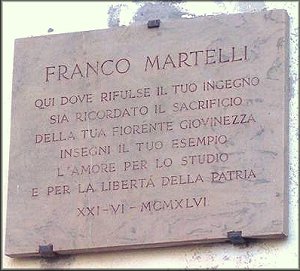 FRANCO MARTELLI
QUI DOVE RIFULSE IL TUO INGEGNO
SIA RICORDATO IL SACRIFICIO
DELLA TUA FIORENTE GIOVINEZZA
INSEGNI IL TUO ESEMPIO
L'AMORE PER LO STUDIO
E PER LA LIBERTÁ DELLA PATRIA
XXI-VI-MCMXLVI